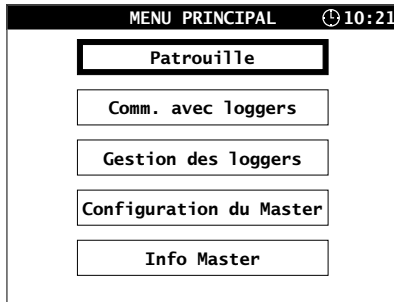 MENU PRINCIPAL 10:21
Patrouille
Comm. avec loggers
Gestion des loggers
Configuration du Master
Info Master